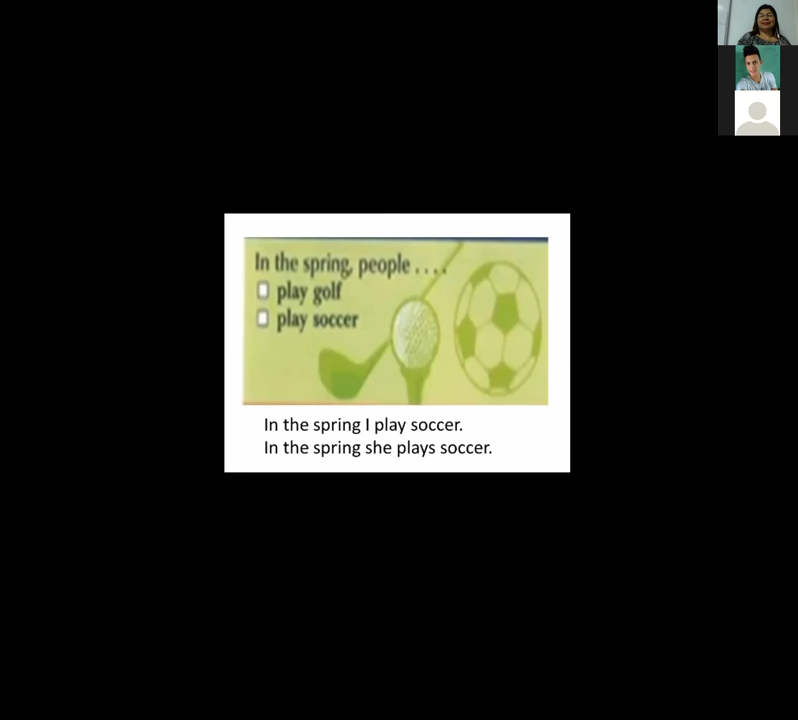 In the spring, people ....
play golf
play soccer
In the spring I play soccer.
In the spring she plays soccer.